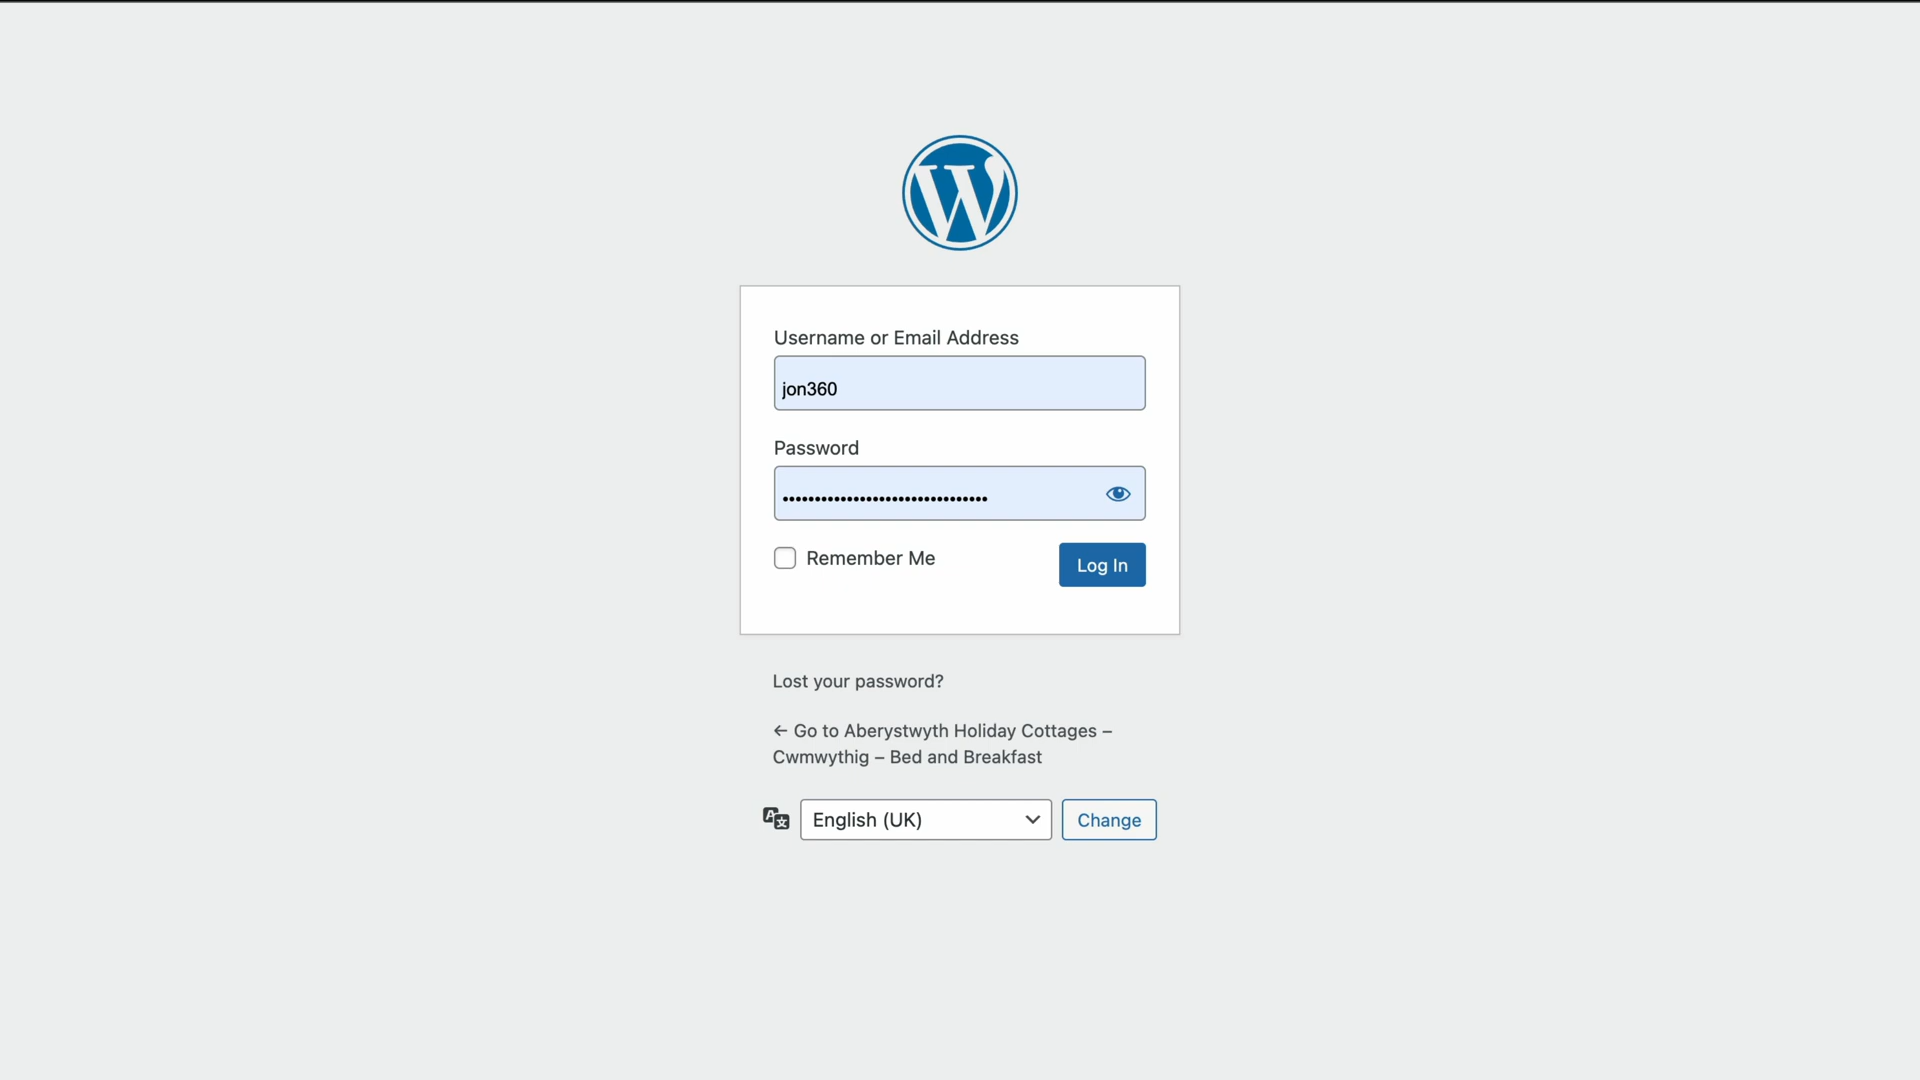 Username or Email Address
jon360
Password
••••••••••••••••••••••••••••••••
Remember Me
Log In
Lost your password?
← Go to Aberystwyth Holiday Cottages –
Cwmwythig – Bed and Breakfast
English (UK)
Change